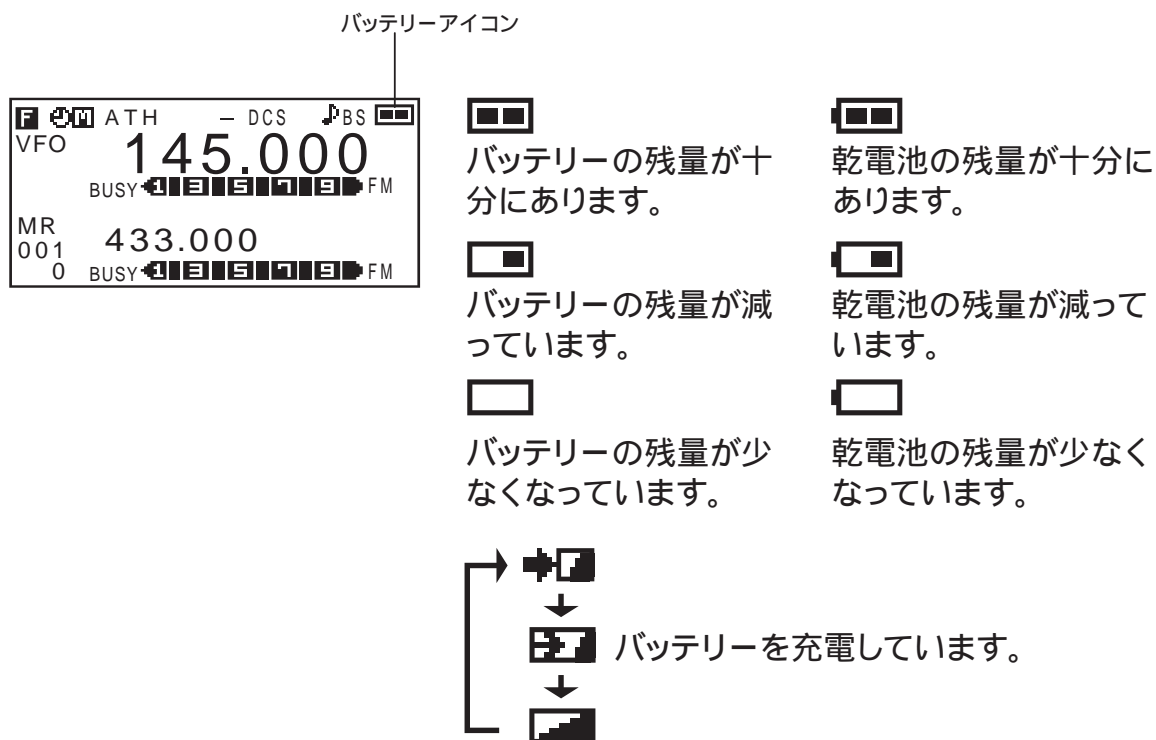 バッテリーアイコン
F M ATH – DCS ♪BS
VFO 145.000
BUSY 1 3 5 7 9 FM
MR
001 433.000
0 BUSY 1 3 5 7 9 FM
バッテリーの残量が十
分にあります。
乾電池の残量が十分に
あります。
バッテリーの残量が減
っています。
乾電池の残量が減って
います。
バッテリーの残量が少
なくなっています。
乾電池の残量が少なく
なっています。
バッテリーを充電しています。